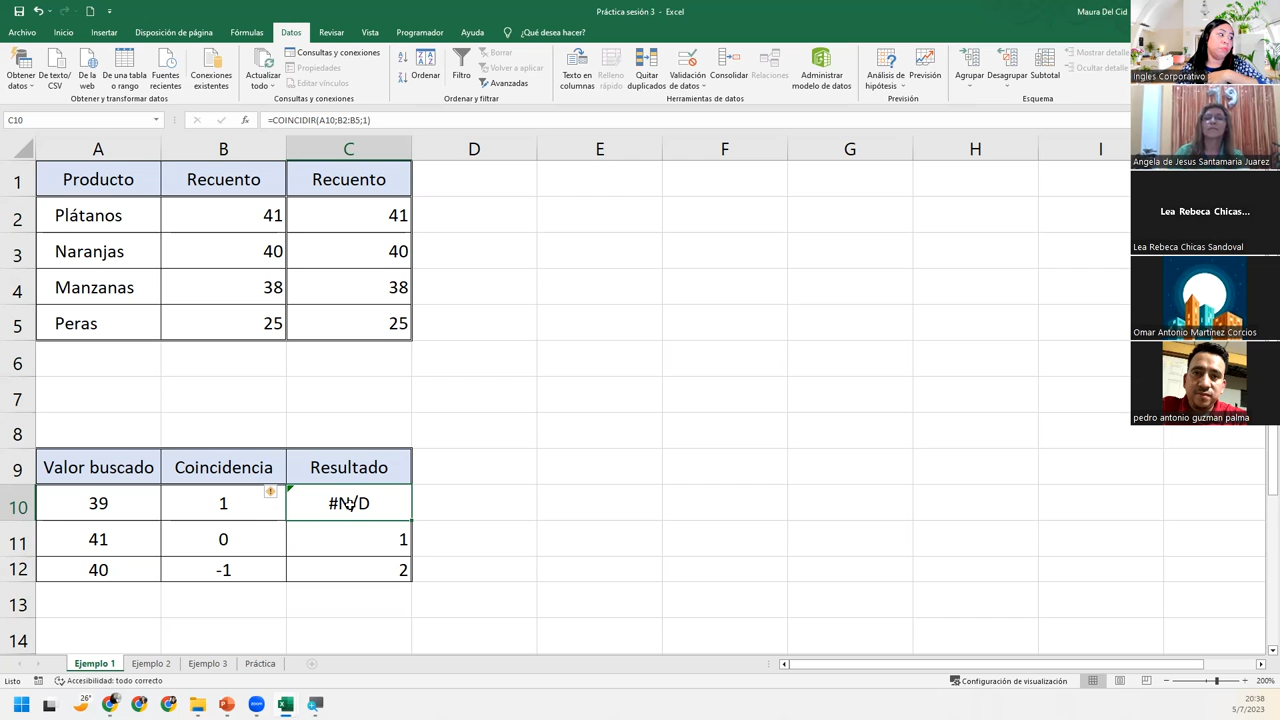 Práctica sesión 3 - Excel
Maura Del Cid
Archivo Inicio Insertar Disposición de página Fórmulas Datos Revisar Vista Programador Ayuda ¿Qué desea hacer?
Obtener datos
De texto/ CSV
De la web
De una tabla o rango
Fuentes recientes
Conexiones existentes
Obtener y transformar datos
Actualizar todo
Consultas y conexiones
Propiedades
Editar vínculos
Consultas y conexiones
Ordenar
Filtro
Borrar
Volver a aplicar
Avanzadas
Ordenar y filtrar
Texto en columnas
Relleno rápido
Quitar duplicados
Validación de datos
Consolidar
Relaciones
Administrar modelo de datos
Herramientas de datos
Análisis de hipótesis
Previsión
Previsión
Agrupar
Desagrupar
Subtotal
Mostrar detalle
Ocultar detalle
Esquema
C10 fx =COINCIDIR(A10;B2:B5;1)
A B C D E F G H I
1 Producto Recuento Recuento
2 Plátanos 41 41
3 Naranjas 40 40
4 Manzanas 38 38
5 Peras 25 25
6
7
8
9 Valor buscado Coincidencia Resultado
10 39 1 #N/D
11 41 0 1
12 40 -1 2
13
14
Ejemplo 1 Ejemplo 2 Ejemplo 3 Práctica
Listo Accesibilidad: todo correcto Configuración de visualización 200%
26°
20:38
5/7/2023
Ingles Corporativo
Angela de Jesus Santamaria Juarez
Lea Rebeca Chicas...
Lea Rebeca Chicas Sandoval
Omar Antonio Martínez Corcios
pedro antonio guzman palma